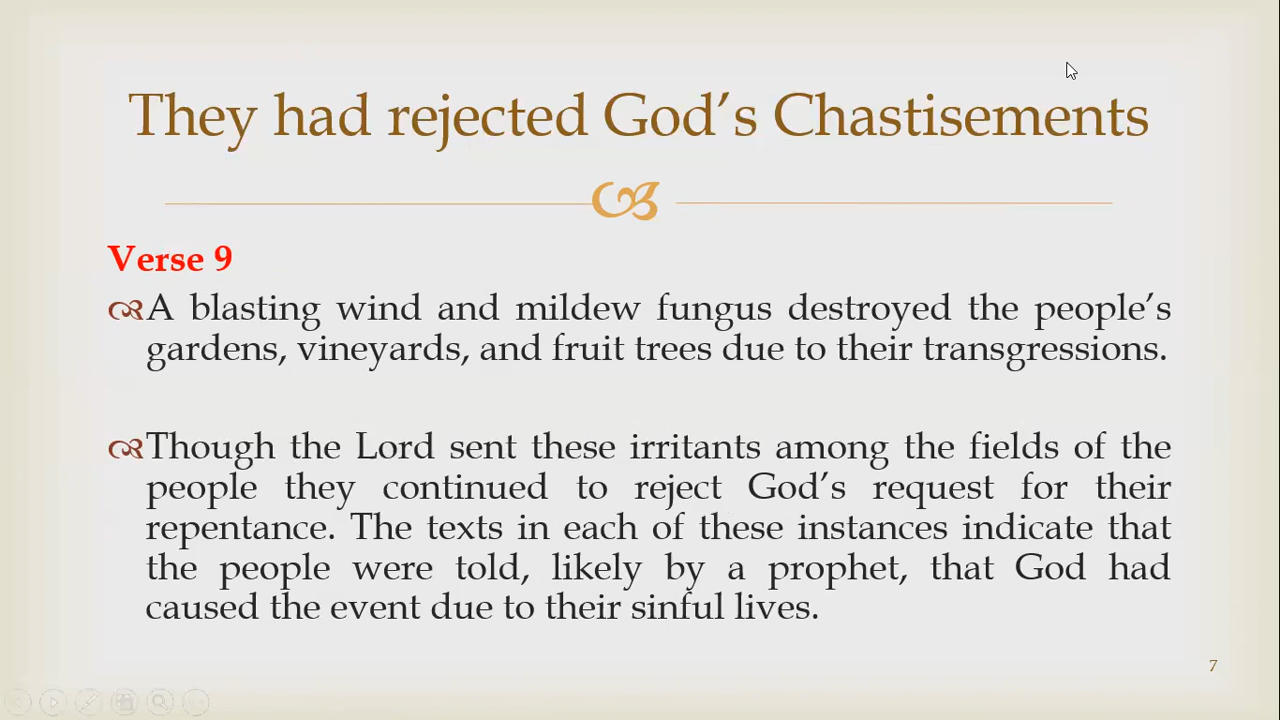 They had rejected God’s Chastisements
Verse 9
A blasting wind and mildew fungus destroyed the people’s
gardens, vineyards, and fruit trees due to their transgressions.
Though the Lord sent these irritants among the fields of the
people they continued to reject God’s request for their
repentance. The texts in each of these instances indicate that
the people were told, likely by a prophet, that God had
caused the event due to their sinful lives.
7